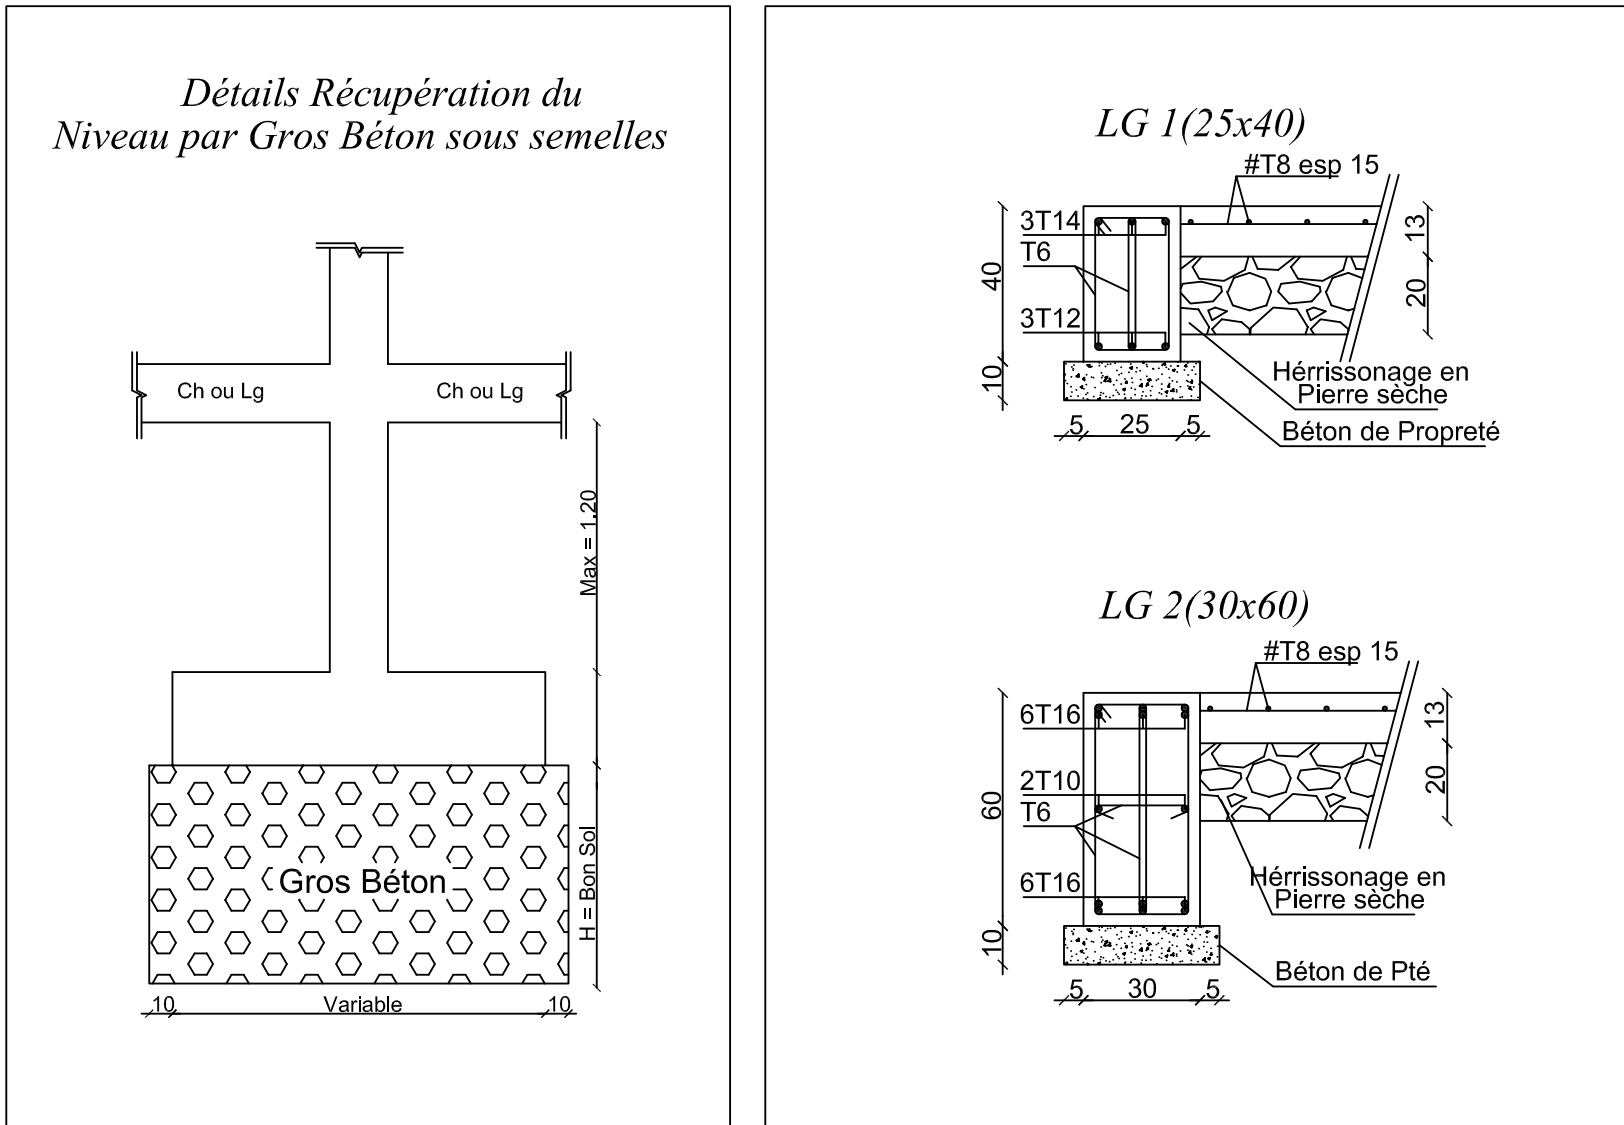 Détails Récupération du
Niveau par Gros Béton sous semelles
Ch ou Lg
Ch ou Lg
Max = 1.20
Gros Béton
H = Bon Sol
10
Variable
10
LG 1(25x40)
#T8 esp 15
3T14
T6
3T12
40
10
13
20
Hérrissonage en
Pierre sèche
Béton de Propreté
5
25
5
LG 2(30x60)
#T8 esp 15
6T16
2T10
T6
6T16
60
10
13
20
Hérrissonage en
Pierre sèche
Béton de Pté
5
30
5